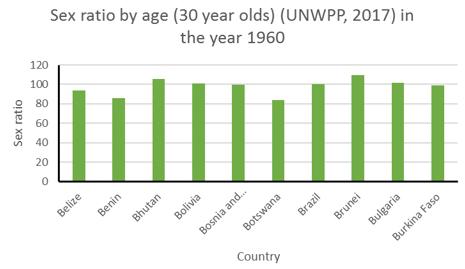 Sex ratio by age (30 year olds) (UNWPP, 2017) in
the year 1960
120
100
80
60
40
20
0
Sex ratio
Belize
Benin
Bhutan
Bolivia
Bosnia and...
Botswana
Brazil
Brunei
Bulgaria
Burkina Faso
Country